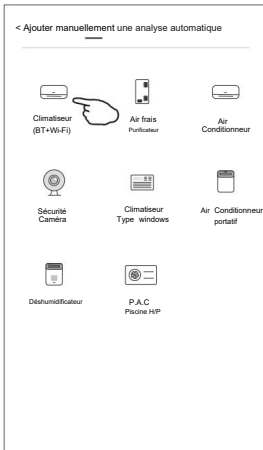 < Ajouter manuellement une analyse automatique
Climatiseur
(BT+Wi-Fi)
Air frais
Purificateur
Air
Conditionneur
Sécurité
Caméra
Climatiseur
Type windows
Air Conditionneur
portatif
Déshumidificateur
P.A.C
Piscine H/P